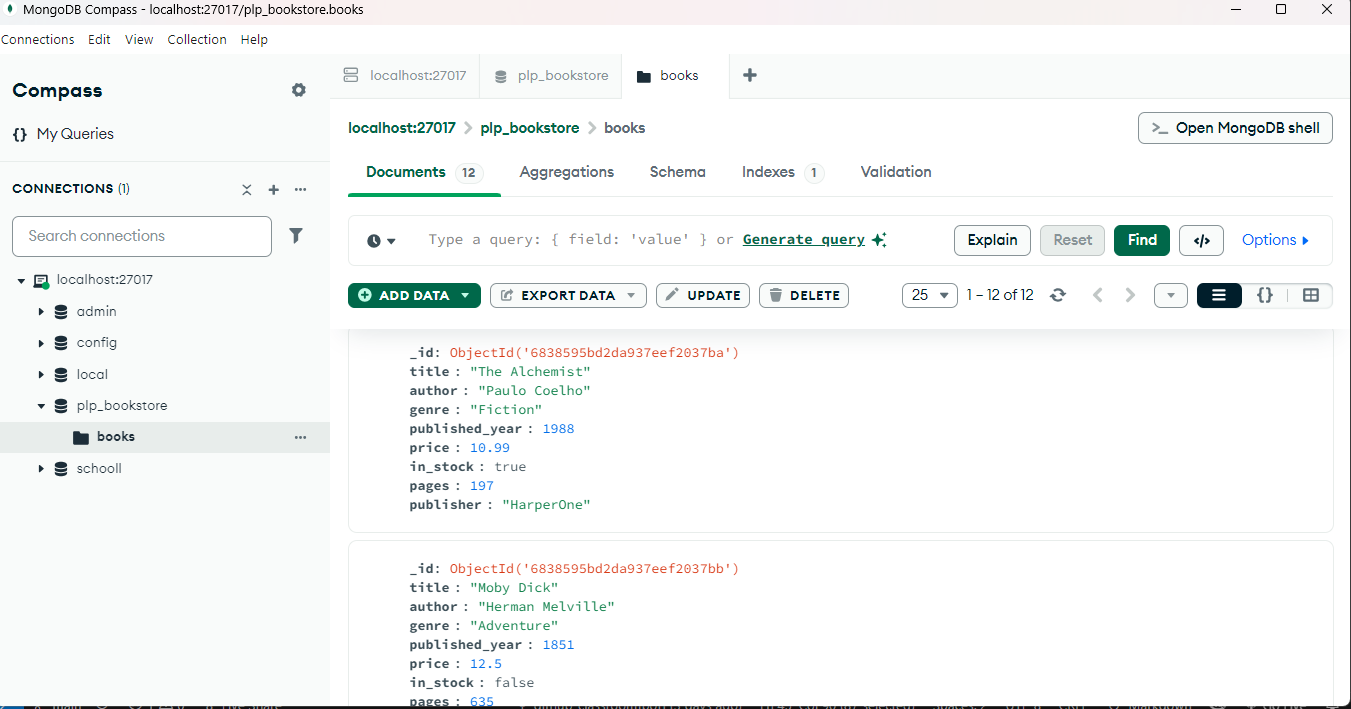 MongoDB Compass - localhost:27017/plp_bookstore.books
Connections Edit View Collection Help
localhost:27017 plp_bookstore books
Compass
{} My Queries
localhost:27017 > plp_bookstore > books
>_ Open MongoDB shell
Documents 12 Aggregations Schema Indexes 1 Validation
CONNECTIONS (1)
Search connections
Type a query: { field: 'value' } or Generate query
Explain Reset Find </> Options
ADD DATA EXPORT DATA UPDATE DELETE
25 1 – 12 of 12 {}
localhost:27017
admin
config
local
plp_bookstore
books
schooll
_id: ObjectId('6838595bd2da937eef2037ba')
title : "The Alchemist"
author : "Paulo Coelho"
genre : "Fiction"
published_year : 1988
price : 10.99
in_stock : true
pages : 197
publisher : "HarperOne"
_id: ObjectId('6838595bd2da937eef2037bb')
title : "Moby Dick"
author : "Herman Melville"
genre : "Adventure"
published_year : 1851
price : 12.5
in_stock : false
pages : 635